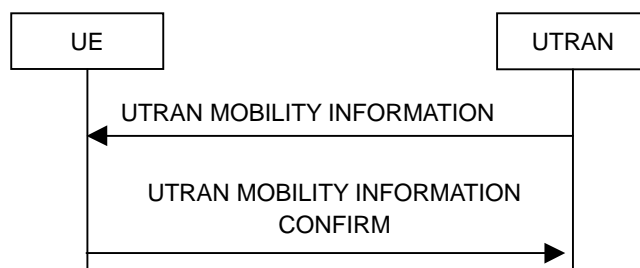 UE
UTRAN
UTRAN MOBILITY INFORMATION
UTRAN MOBILITY INFORMATION
CONFIRM